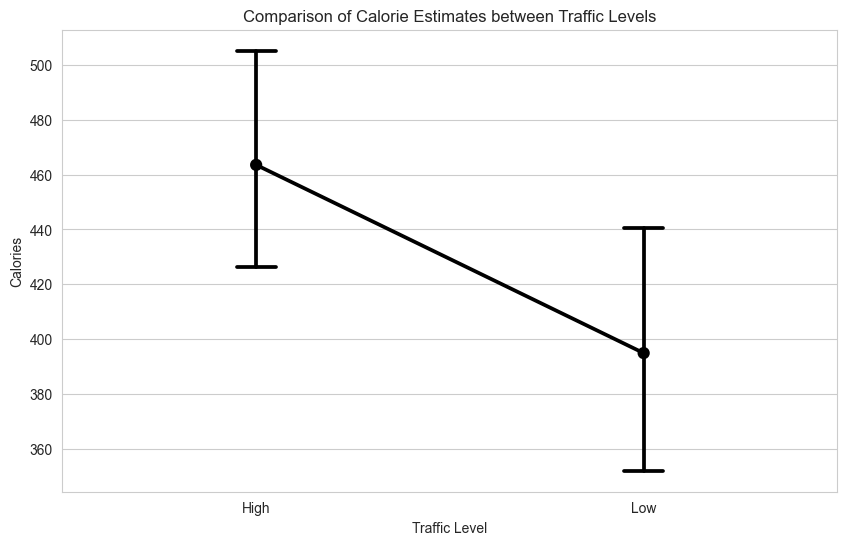 Comparison of Calorie Estimates between Traffic Levels
Calories
500
480
460
440
420
400
380
360
High
Low
Traffic Level